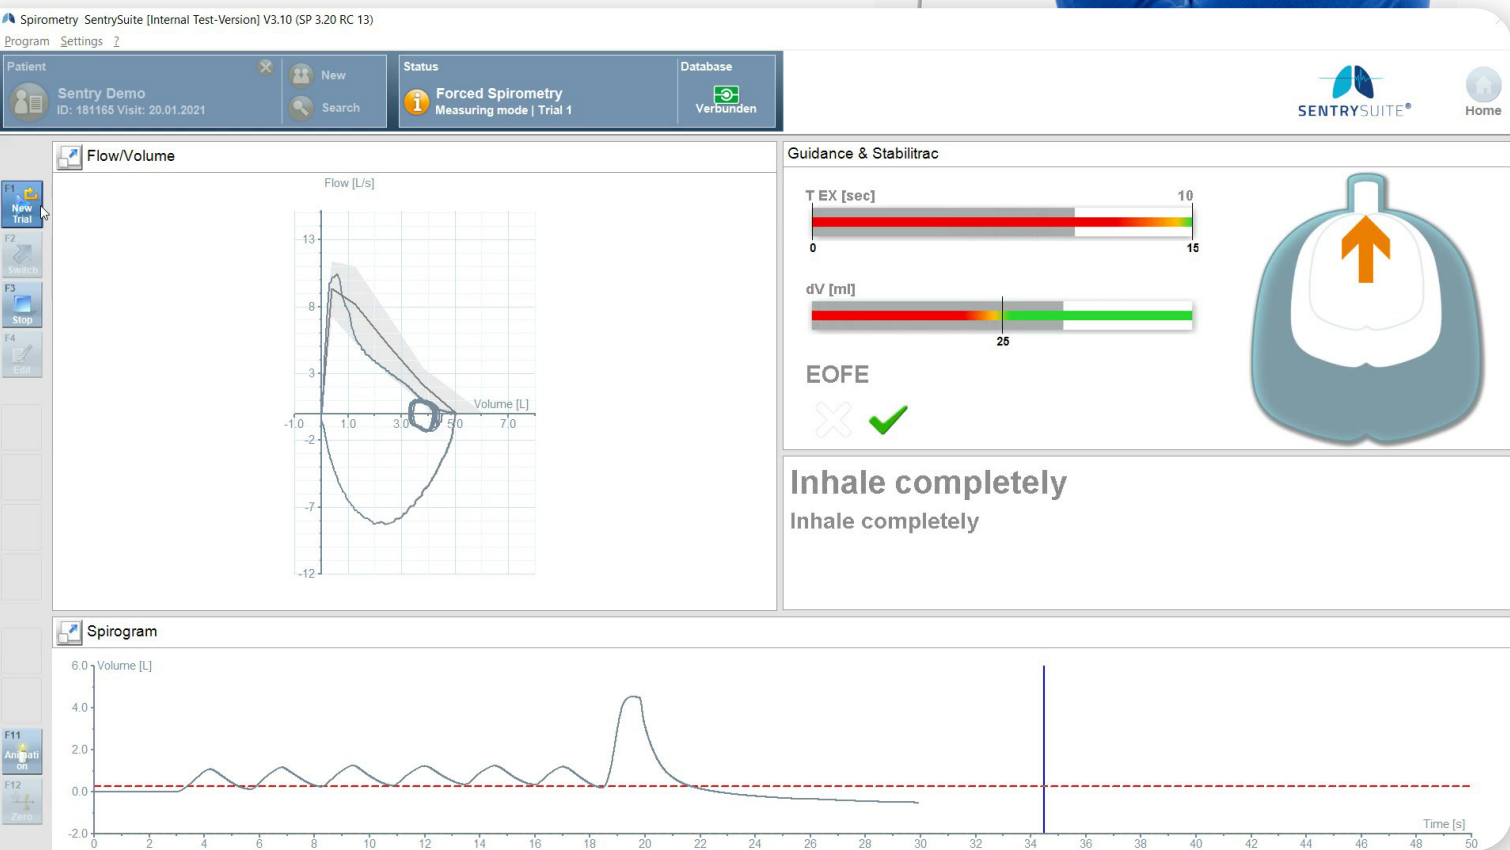 Spirometry SentrySuite [Internal Test-Version] V3.10 (SP 3.20 RC 13)
Program Settings ?
Patient
Sentry Demo
ID: 181165 Visit: 20.01.2021
New
Search
Status
Forced Spirometry
Measuring mode | Trial 1
Database
Verbunden
SENTRYSUITE®
Home
F1
New
Trial
F2
Switch
F3
Stop
F4
Edit
F11
Animati
on
F12
Zero
Flow/Volume
Flow [L/s]
13
8
3
Volume [L]
-1.0 1.0 3.0 5.0 7.0
-2
-7
-12
Guidance & Stabilitrac
T EX [sec] 10
0 15
dV [ml]
25
EOFE
Inhale completely
Inhale completely
Spirogram
6.0 Volume [L]
4.0
2.0
0.0
-2.0
Time [s]
0 2 4 6 8 10 12 14 16 18 20 22 24 26 28 30 32 34 36 38 40 42 44 46 48 50